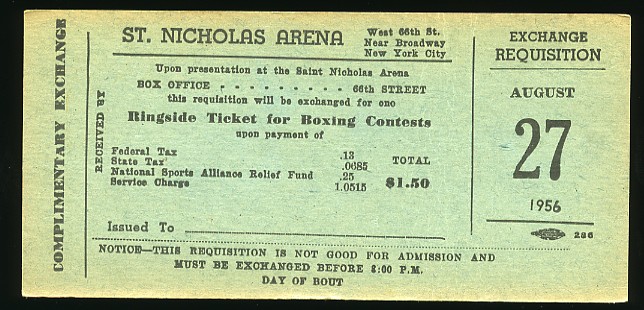 COMPLIMENTARY EXCHANGE
RECEIVED BY
ST. NICHOLAS ARENA
West 66th St.
Near Broadway
New York City
Upon presentation at the Saint Nicholas Arena
BOX OFFICE - - - - - - - - - 66th STREET
this requisition will be exchanged for one
Ringside Ticket for Boxing Contests
upon payment of
Federal Tax .13
State Tax .0685 TOTAL
National Sports Alliance Relief Fund .25
Service Charge 1.0515 $1.50
Issued To
NOTICE—THIS REQUISITION IS NOT GOOD FOR ADMISSION AND
MUST BE EXCHANGED BEFORE 8:00 P.M.
DAY OF BOUT
EXCHANGE
REQUISITION
AUGUST
27
1956
286